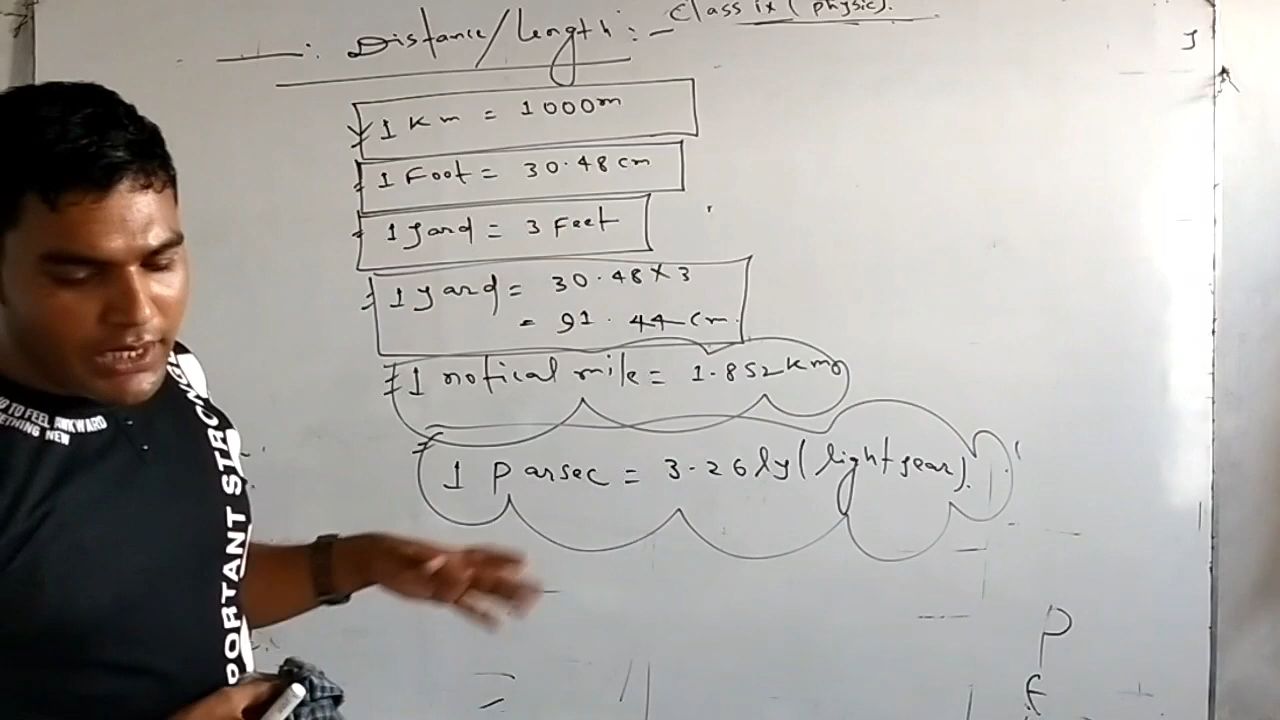 Class ix (physic).
: Distance/length :-
1 Km = 1000m
1 Foot = 30.48 cm
1 yard = 3 Feet
1 yard = 30.48 x 3
= 91.44 cm.
1 notical mile = 1.852 kms
1 Parsec = 3.26 ly (light year).
P
F
TO FEEL AWKWARD
ETHING NEW
PORTANT STRONG